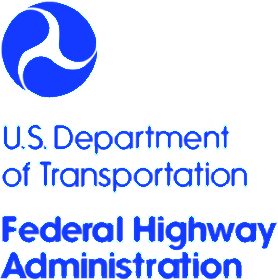 U.S. Department
of Transportation
Federal Highway
Administration